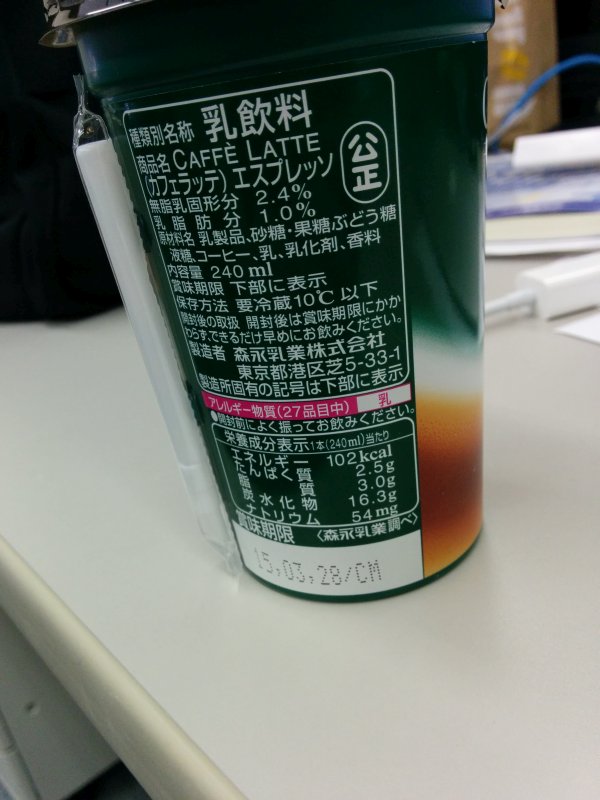 種類別名称 乳飲料
商品名 CAFFÈ LATTE
(カフェラッテ) エスプレッソ
公正
無脂乳固形分 2.4%
乳脂肪分 1.0%
原材料名 乳製品、砂糖・果糖ぶどう糖
液糖、コーヒー、乳、乳化剤、香料
内容量 240ml
賞味期限 下部に表示
保存方法 要冷蔵10℃以下
開封後の取扱 開封後は賞味期限にかか
わらず、できるだけ早めにお飲みください。
製造者 森永乳業株式会社
東京都港区芝5-33-1
製造所固有の記号は下部に表示
アレルギー物質(27品目中) 乳
●開封前によく振ってお飲みください。
栄養成分表示 1本(240ml)当たり
エネルギー 102kcal
たんぱく質 2.5g
脂質 3.0g
炭水化物 16.3g
ナトリウム 54mg
賞味期限 〈森永乳業調べ〉
15,03,28/CM